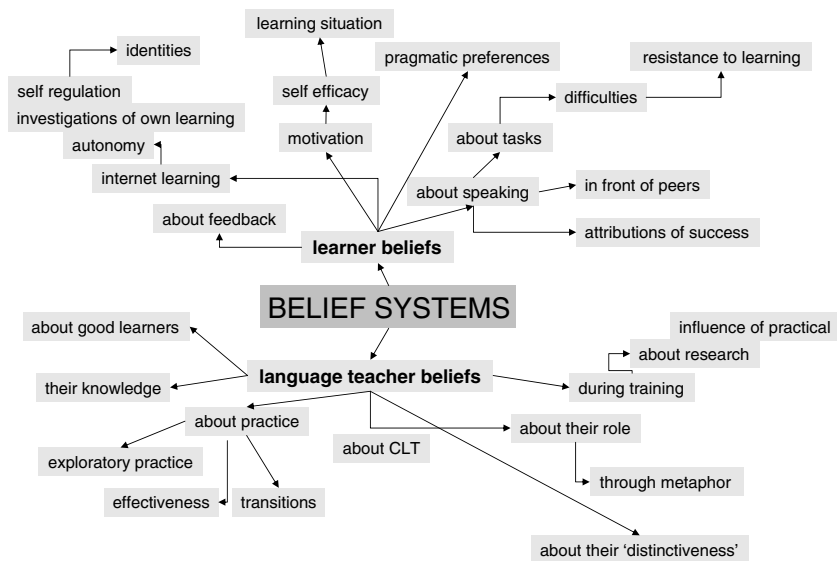 learning situation
identities
pragmatic preferences
resistance to learning
self regulation
self efficacy
difficulties
investigations of own learning
motivation
about tasks
autonomy
internet learning
about speaking
in front of peers
about feedback
attributions of success
learner beliefs
BELIEF SYSTEMS
about good learners
influence of practical
about research
language teacher beliefs
their knowledge
during training
about practice
about their role
about CLT
exploratory practice
through metaphor
effectiveness
transitions
about their ‘distinctiveness’